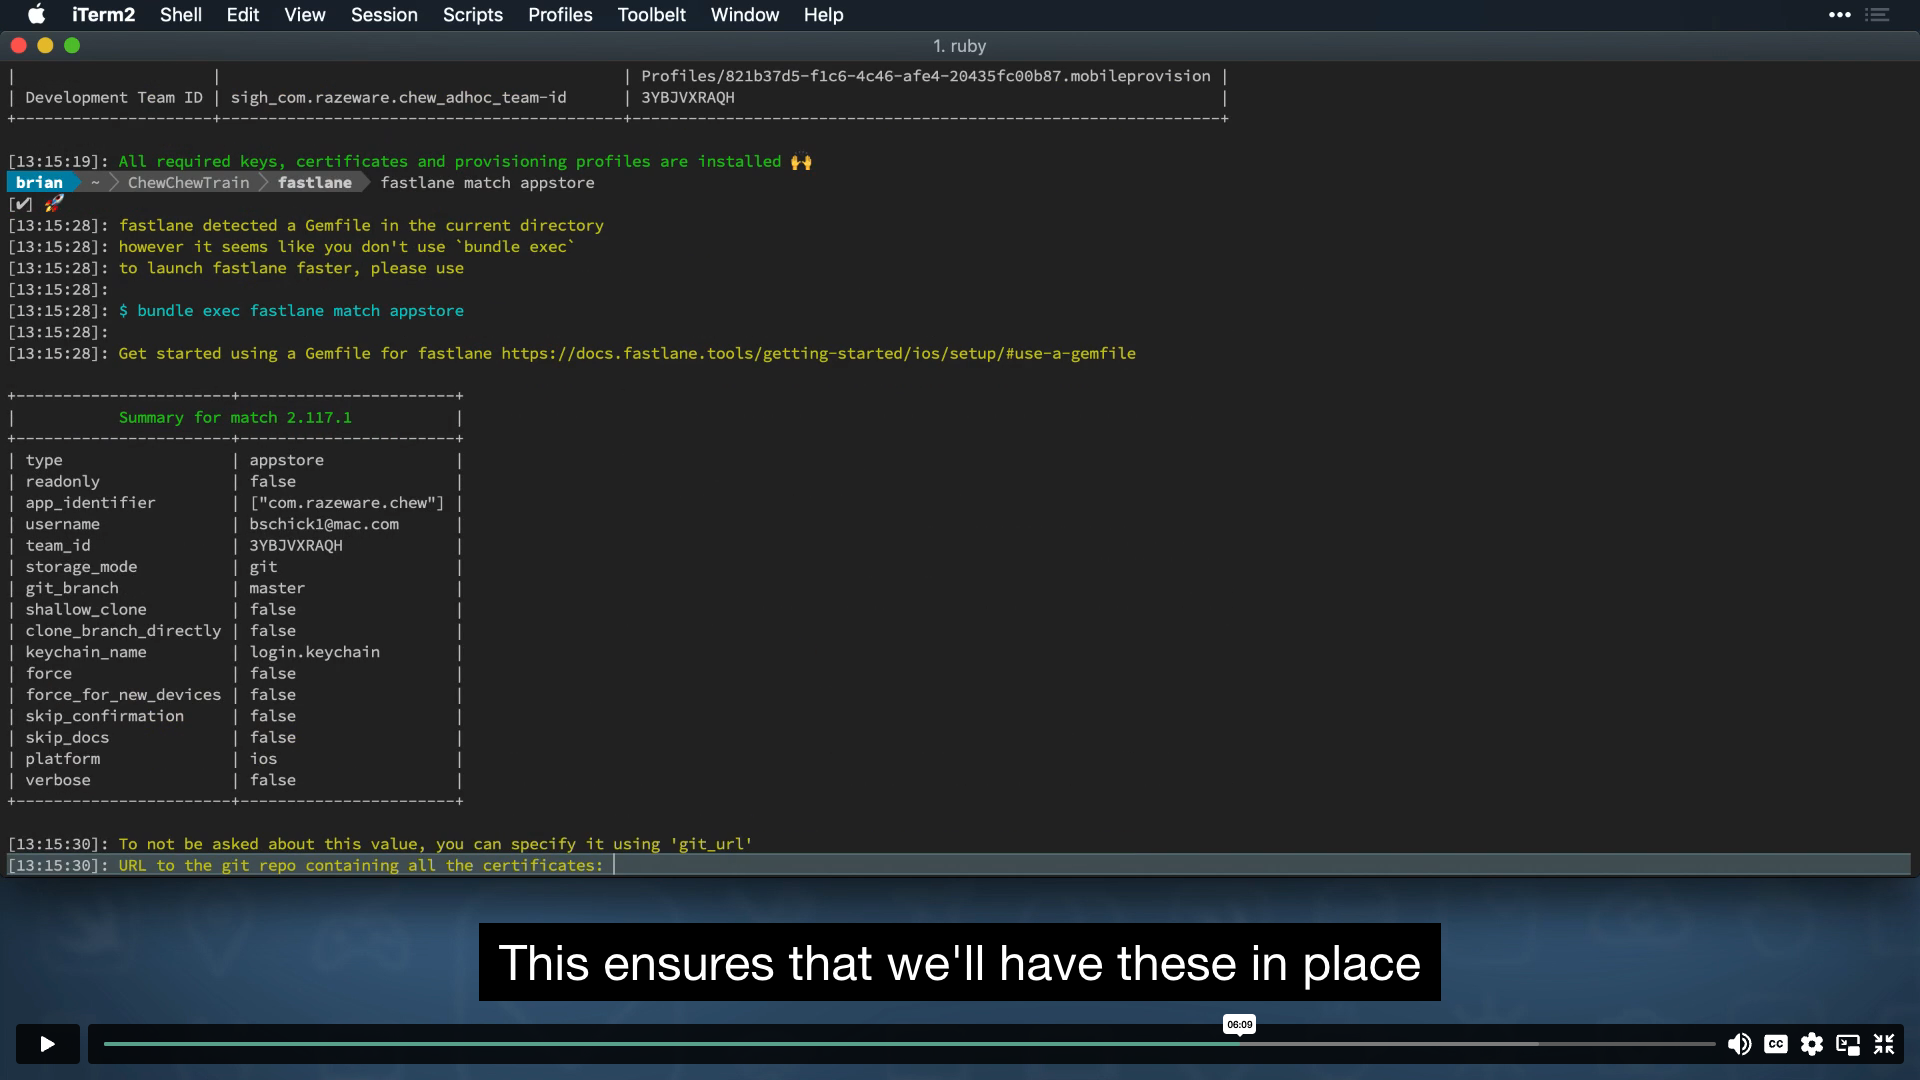 iTerm2 Shell Edit View Session Scripts Profiles Toolbelt Window Help
1. ruby
| | | Profiles/821b37d5-f1c6-4c46-afe4-20435fc00b87.mobileprovision |
| Development Team ID | sigh_com.razeware.chew_adhoc_team-id | 3YBJVXRAQH |
[13:15:19]: All required keys, certificates and provisioning profiles are installed 🙌
brian ~ ChewChewTrain fastlane fastlane match appstore
[✔] 🚀
[13:15:28]: fastlane detected a Gemfile in the current directory
[13:15:28]: however it seems like you don't use `bundle exec`
[13:15:28]: to launch fastlane faster, please use
[13:15:28]:
[13:15:28]: $ bundle exec fastlane match appstore
[13:15:28]:
[13:15:28]: Get started using a Gemfile for fastlane https://docs.fastlane.tools/getting-started/ios/setup/#use-a-gemfile
| Summary for match 2.117.1 |
| type | appstore |
| readonly | false |
| app_identifier | ["com.razeware.chew"] |
| username | bschick1@mac.com |
| team_id | 3YBJVXRAQH |
| storage_mode | git |
| git_branch | master |
| shallow_clone | false |
| clone_branch_directly | false |
| keychain_name | login.keychain |
| force | false |
| force_for_new_devices | false |
| skip_confirmation | false |
| skip_docs | false |
| platform | ios |
| verbose | false |
[13:15:30]: To not be asked about this value, you can specify it using 'git_url'
[13:15:30]: URL to the git repo containing all the certificates:
This ensures that we'll have these in place
06:09
CC